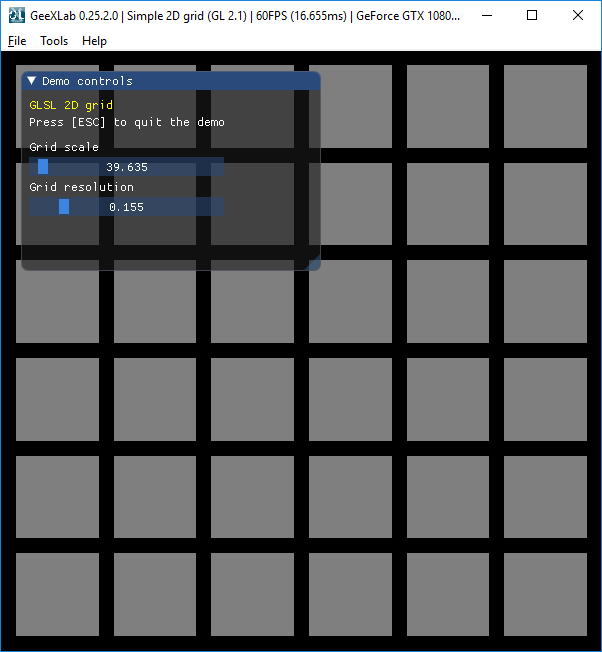 GeeXLab 0.25.2.0 | Simple 2D grid (GL 2.1) | 60FPS (16.655ms) | GeForce GTX 1080...
File Tools Help
Demo controls
GLSL 2D grid
Press [ESC] to quit the demo
Grid scale
39.635
Grid resolution
0.155